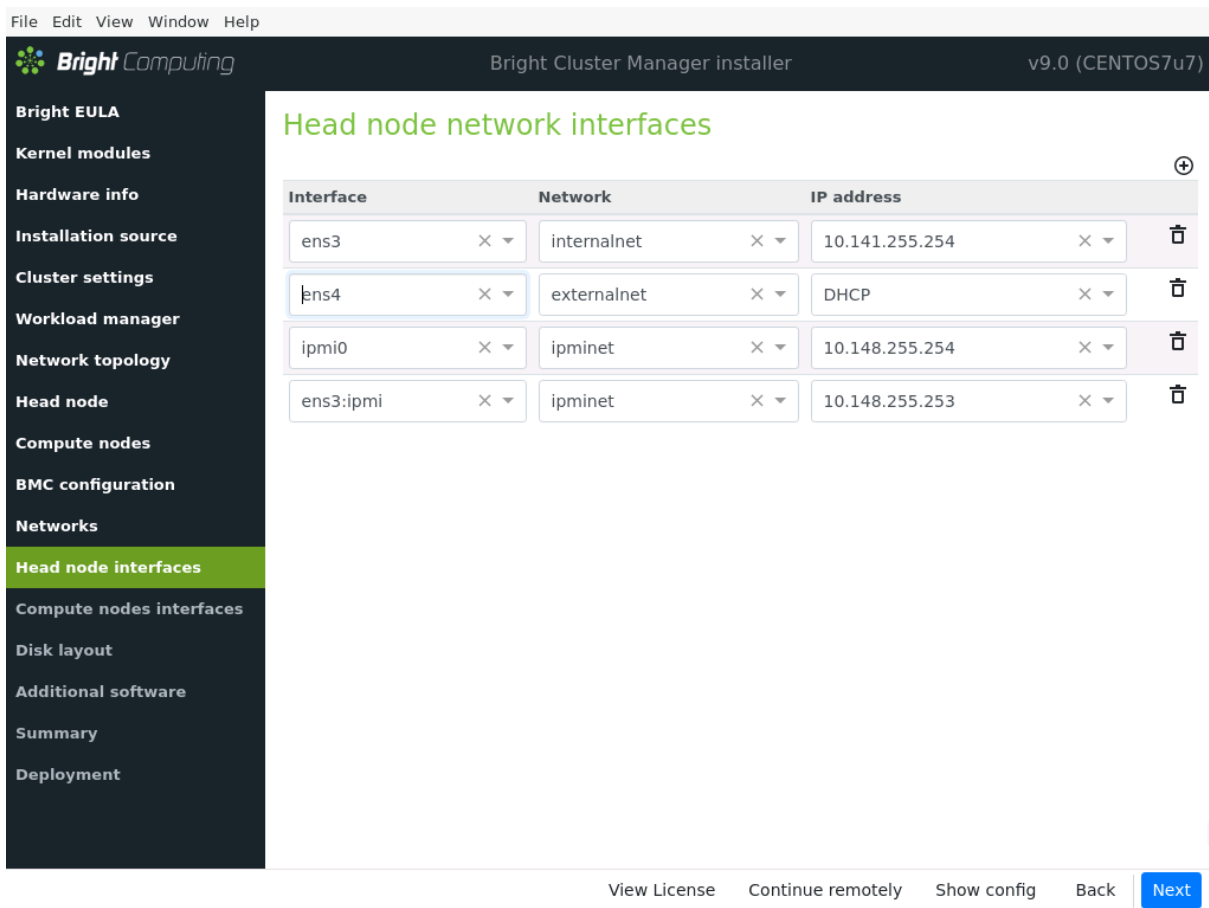 File Edit View Window Help
Bright Computing Bright Cluster Manager installer v9.0 (CENTOS7u7)
Bright EULA
Kernel modules
Hardware info
Installation source
Cluster settings
Workload manager
Network topology
Head node
Compute nodes
BMC configuration
Networks
Head node interfaces
Compute nodes interfaces
Disk layout
Additional software
Summary
Deployment
Head node network interfaces
Interface Network IP address
ens3 internalnet 10.141.255.254
ens4 externalnet DHCP
ipmi0 ipminet 10.148.255.254
ens3:ipmi ipminet 10.148.255.253
View License Continue remotely Show config Back Next